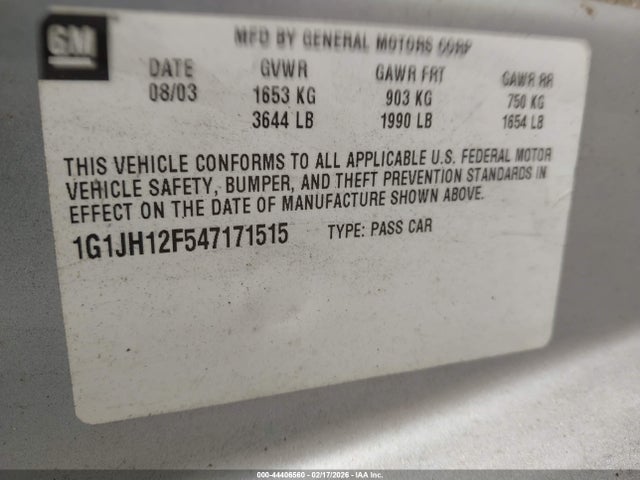 GM
MFD BY GENERAL MOTORS CORP
DATE GVWR GAWR FRT GAWR RR
08/03 1653 KG 903 KG 750 KG
3644 LB 1990 LB 1654 LB
THIS VEHICLE CONFORMS TO ALL APPLICABLE U.S. FEDERAL MOTOR
VEHICLE SAFETY, BUMPER, AND THEFT PREVENTION STANDARDS IN
EFFECT ON THE DATE OF MANUFACTURE SHOWN ABOVE.
1G1JH12F547171515 TYPE: PASS CAR
000-44406560 - 02/17/2026 - IAA Inc.